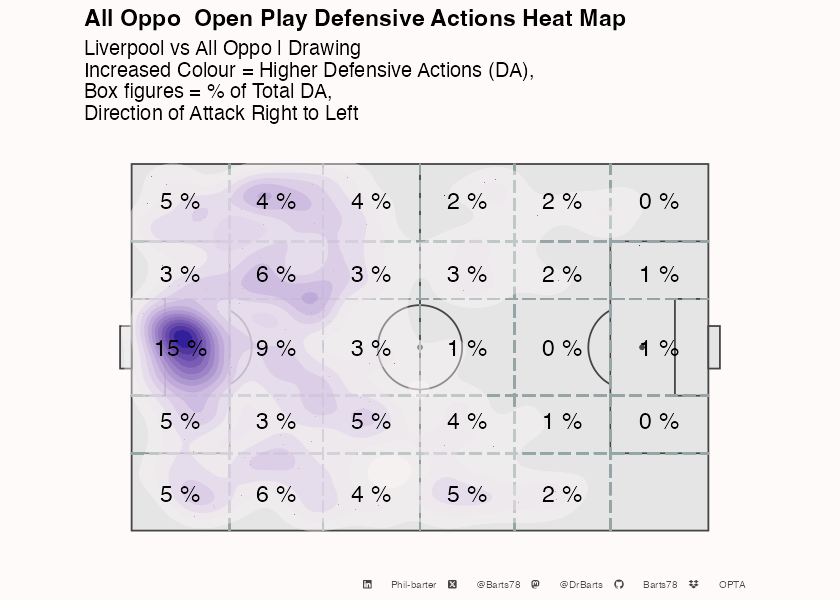 All Oppo  Open Play Defensive Actions Heat Map
Liverpool vs All Oppo l Drawing
Increased Colour = Higher Defensive Actions (DA),
Box figures = % of Total DA,
Direction of Attack Right to Left
5 % 4 % 4 % 2 % 2 % 0 %
3 % 6 % 3 % 3 % 2 % 1 %
15 % 9 % 3 % 1 % 0 % 1 %
5 % 3 % 5 % 4 % 1 % 0 %
5 % 6 % 4 % 5 % 2 %
Phil-barter @Barts78 @DrBarts Barts78 OPTA